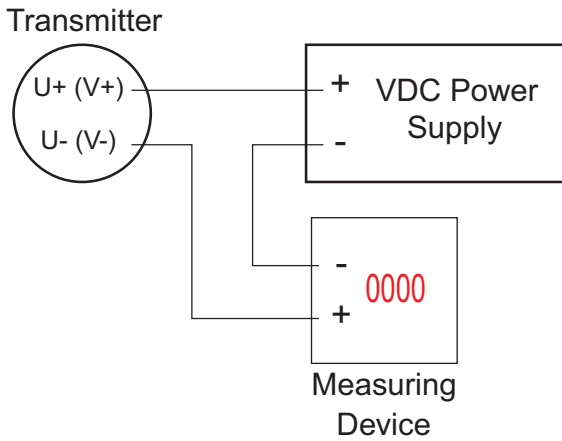 Transmitter
U+ (V+)
U- (V-)
+
VDC Power
Supply
-
-
0000
+
Measuring
Device